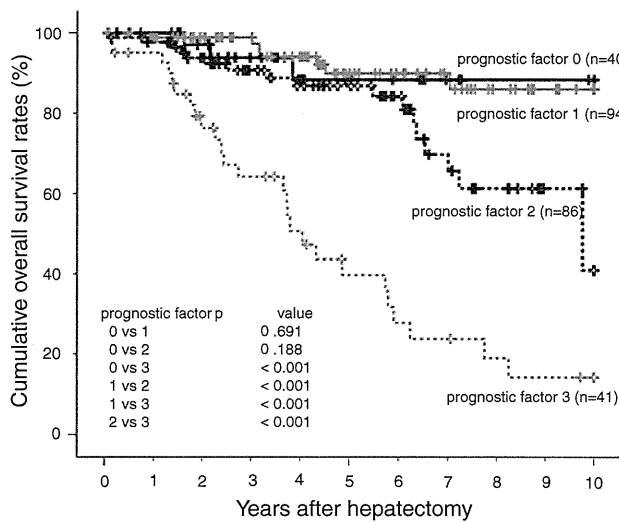 Cumulative overall survival rates (%)
100
80
60
40
20
0
prognostic factor 0 (n=40
prognostic factor 1 (n=94
prognostic factor 2 (n=86)
prognostic factor 3 (n=41)
prognostic factor p value
0 vs 1 0 .691
0 vs 2 0 .188
0 vs 3 < 0.001
1 vs 2 < 0.001
1 vs 3 < 0.001
2 vs 3 < 0.001
0 1 2 3 4 5 6 7 8 9 10
Years after hepatectomy